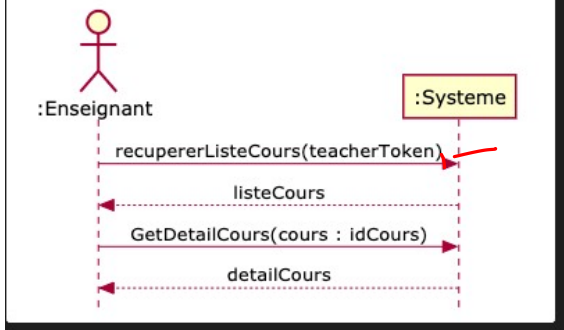 :Enseignant
:Systeme
recupererListeCours(teacherToken)
listeCours
GetDetailCours(cours : idCours)
detailCours